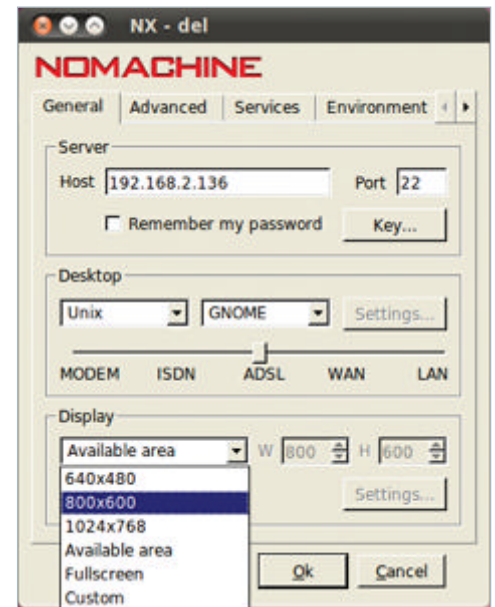 NX - del
NOMACHINE
General Advanced Services Environment
Server
Host 192.168.2.136 Port 22
Remember my password Key...
Desktop
Unix GNOME Settings...
MODEM ISDN ADSL WAN LAN
Display
Available area W 800 H 600
640x480
800x600 Settings...
1024x768
Available area
Fullscreen Ok Cancel
Custom